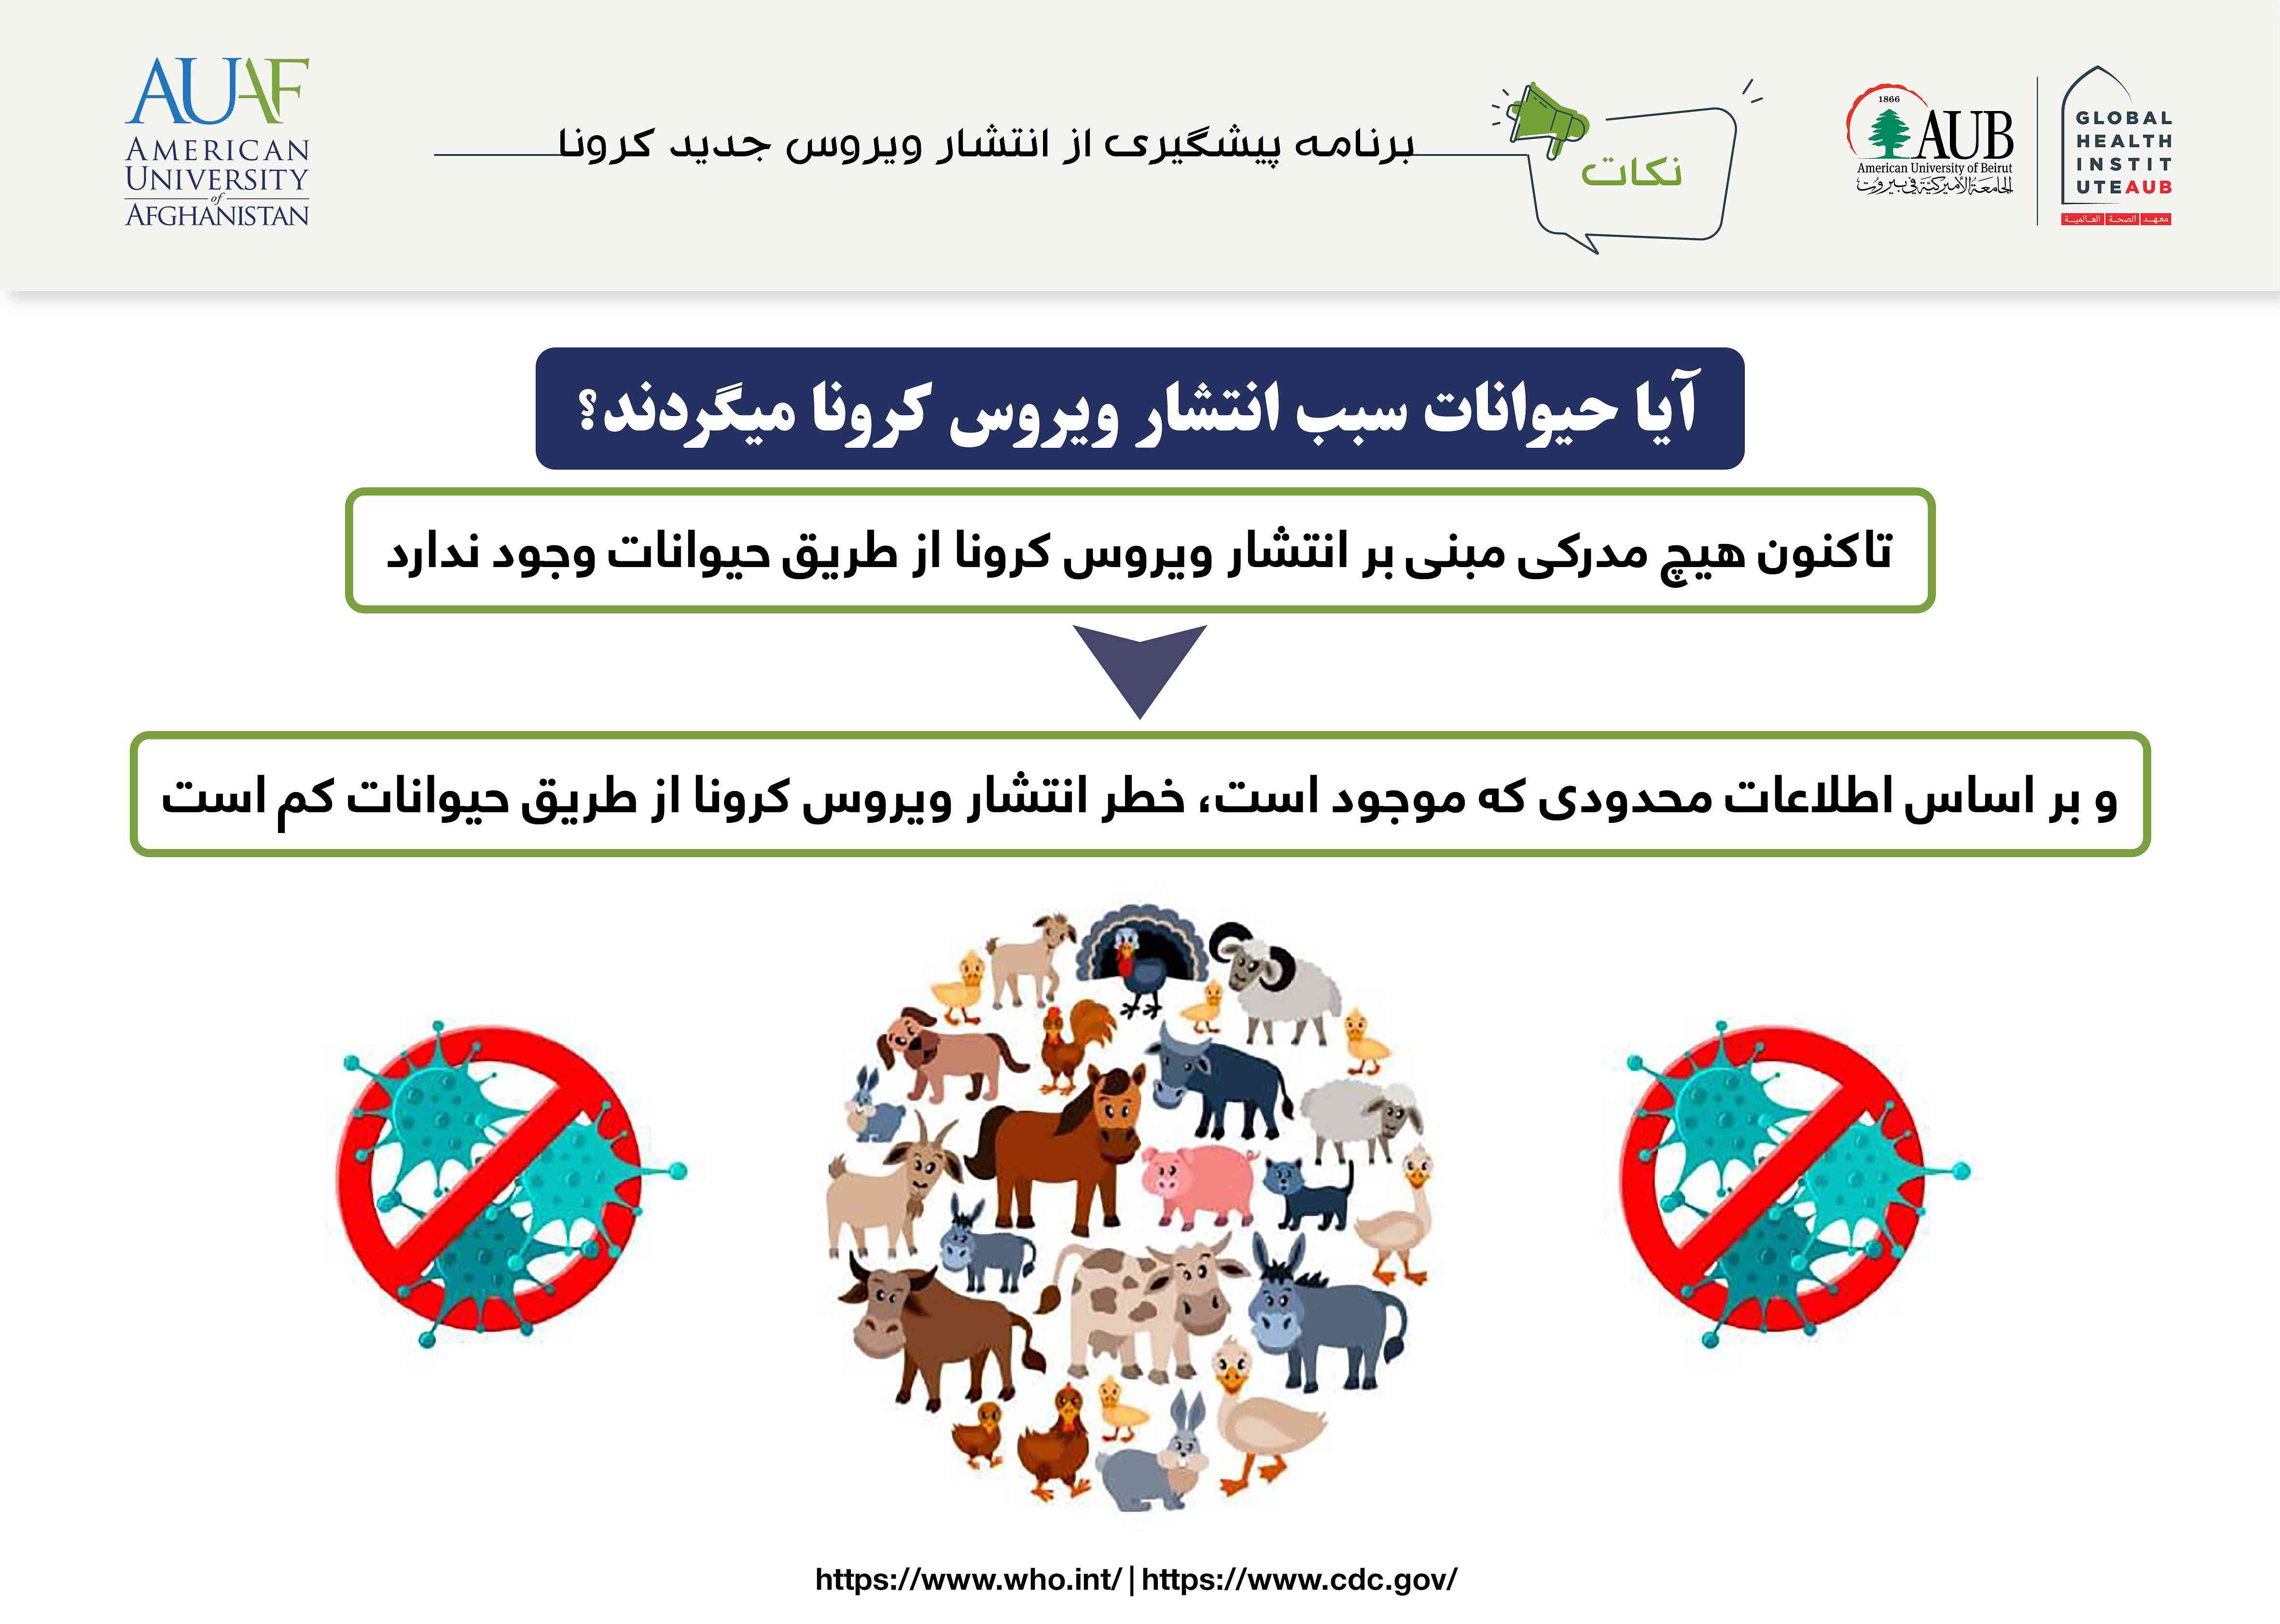 AUAF
AMERICAN
UNIVERSITY
of
AFGHANISTAN
برنامه پیشگیری از انتشار ویروس جدید کرونا
نکات
1866
AUB
American University of Beirut
الجامعة الأميركية في بيروت
GLOBAL
HEALTH
INSTIT
UTEAUB
معهد الصحة العالمية
آیا حیوانات سبب انتشار ویروس کرونا میگردند؟
تاکنون هیچ مدرکی مبنی بر انتشار ویروس کرونا از طریق حیوانات وجود ندارد
و بر اساس اطلاعات محدودی که موجود است، خطر انتشار ویروس کرونا از طریق حیوانات کم است
https://www.who.int/ | https://www.cdc.gov/